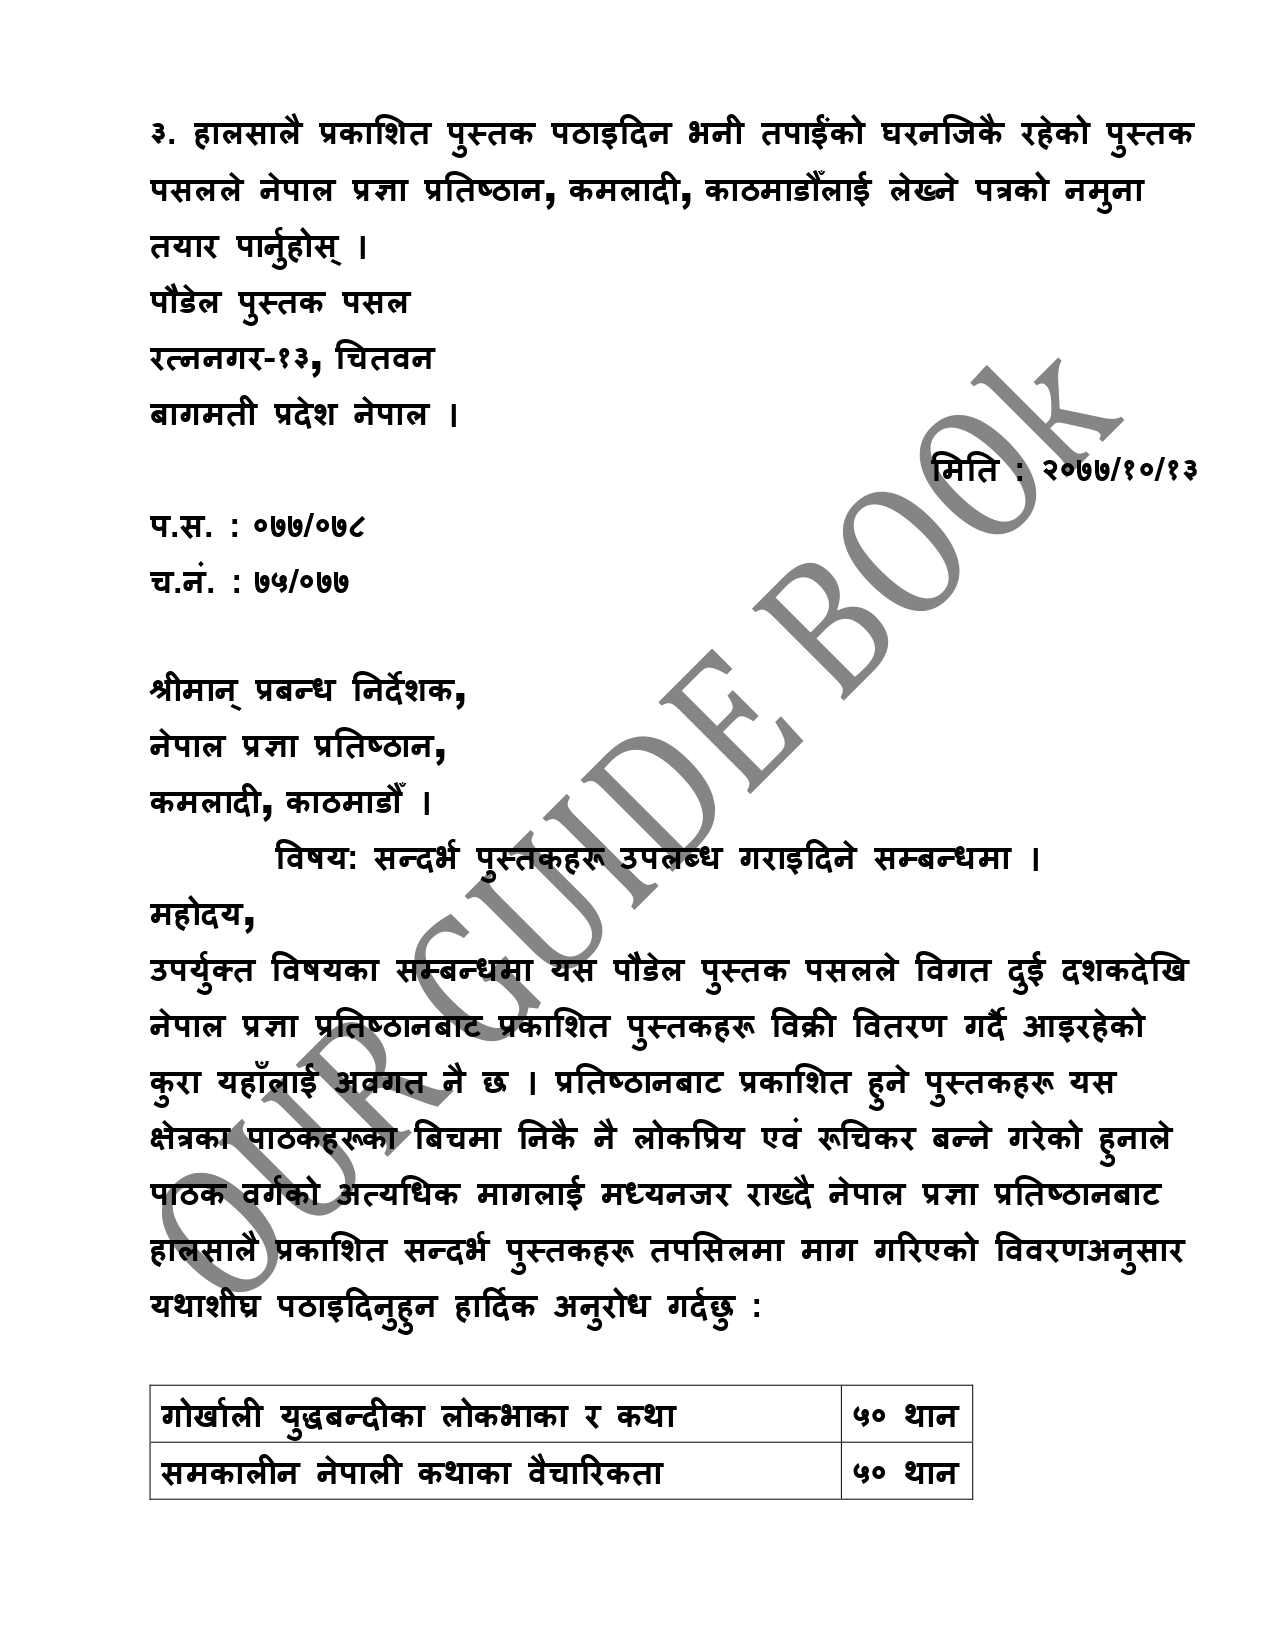 ३. हालसालै प्रकाशित पुस्तक पठाइदिन भनी तपाईंको घरनजिकै रहेको पुस्तक
पसलले नेपाल प्रज्ञा प्रतिष्ठान, कमलादी, काठमाडौँलाई लेख्ने पत्रको नमुना
तयार पार्नुहोस् ।
पौडेल पुस्तक पसल
रत्ननगर-१३, चितवन
बागमती प्रदेश नेपाल ।
मिति : २०७७/१०/१३
प.स. : ०७७/०७८
च.नं. : ७५/०७७
श्रीमान् प्रबन्ध निर्देशक,
नेपाल प्रज्ञा प्रतिष्ठान,
कमलादी, काठमाडौँ ।
विषय: सन्दर्भ पुस्तकहरू उपलब्ध गराइदिने सम्बन्धमा ।
महोदय,
उपर्युक्त विषयका सम्बन्धमा यस पौडेल पुस्तक पसलले विगत दुई दशकदेखि
नेपाल प्रज्ञा प्रतिष्ठानबाट प्रकाशित पुस्तकहरू विक्री वितरण गर्दै आइरहेको
कुरा यहाँलाई अवगत नै छ । प्रतिष्ठानबाट प्रकाशित हुने पुस्तकहरू यस
क्षेत्रका पाठकहरूका बिचमा निकै नै लोकप्रिय एवं रूचिकर बन्ने गरेको हुनाले
पाठक वर्गको अत्यधिक मागलाई मध्यनजर राख्दै नेपाल प्रज्ञा प्रतिष्ठानबाट
हालसालै प्रकाशित सन्दर्भ पुस्तकहरू तपसिलमा माग गरिएको विवरणअनुसार
यथाशीघ्र पठाइदिनुहुन हार्दिक अनुरोध गर्दछु :
गोर्खाली युद्धबन्दीका लोकभाका र कथा ५० थान
समकालीन नेपाली कथाका वैचारिकता ५० थान
OUR GUIDE BOOk